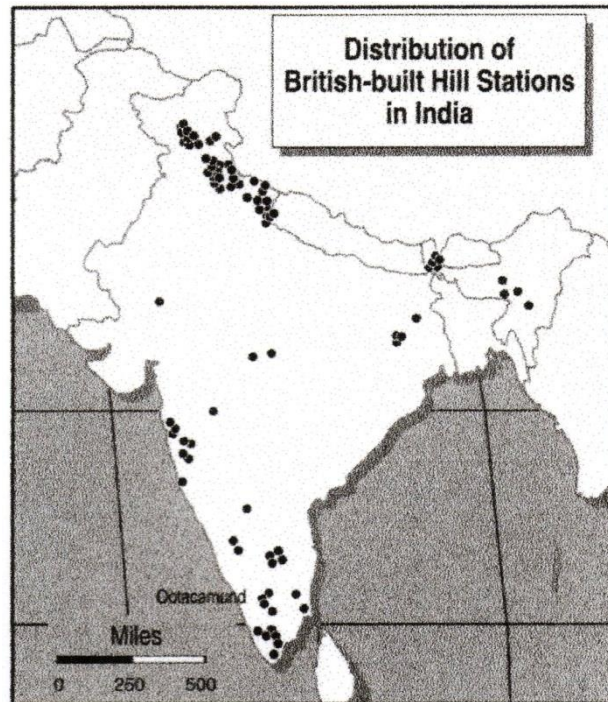 Distribution of
British-built Hill Stations
in India
Ootacamund
Miles
0 250 500